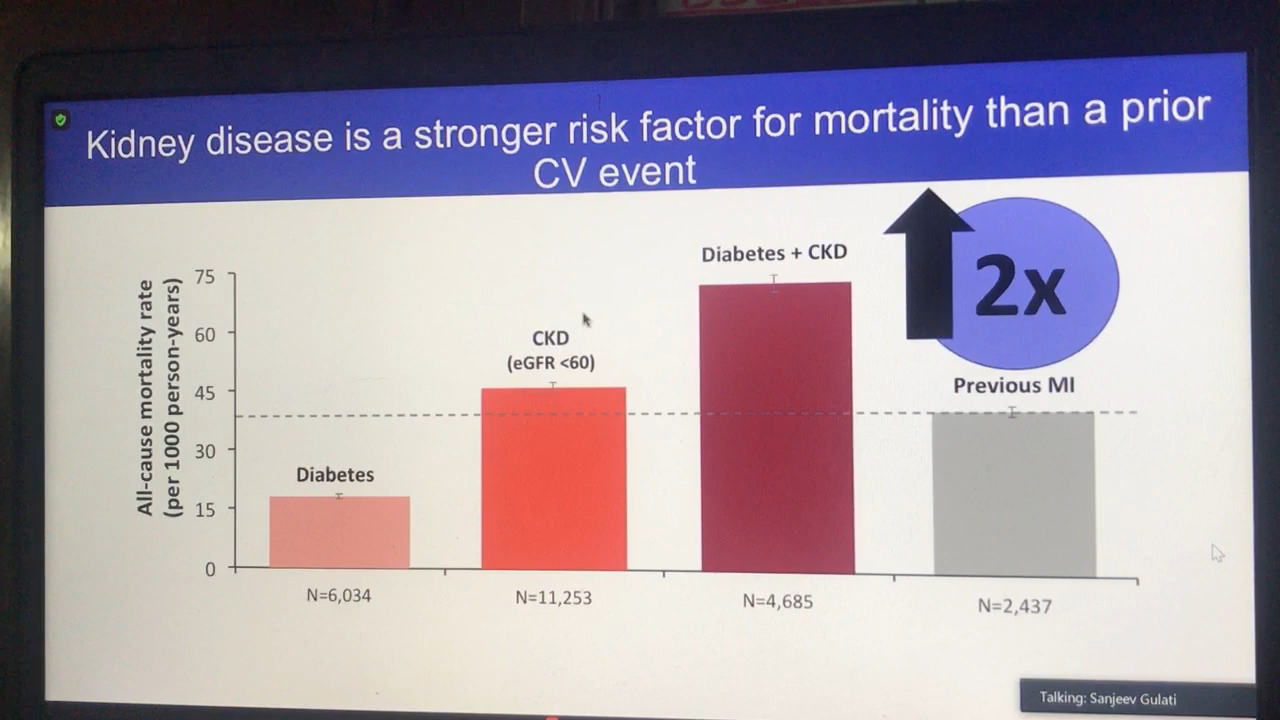 Kidney disease is a stronger risk factor for mortality than a prior
CV event
2x
Diabetes + CKD
CKD
(eGFR <60)
Previous MI
Diabetes
All-cause mortality rate
(per 1000 person-years)
75
60
45
30
15
0
N=6,034
N=11,253
N=4,685
N=2,437
Talking: Sanjeev Gulati